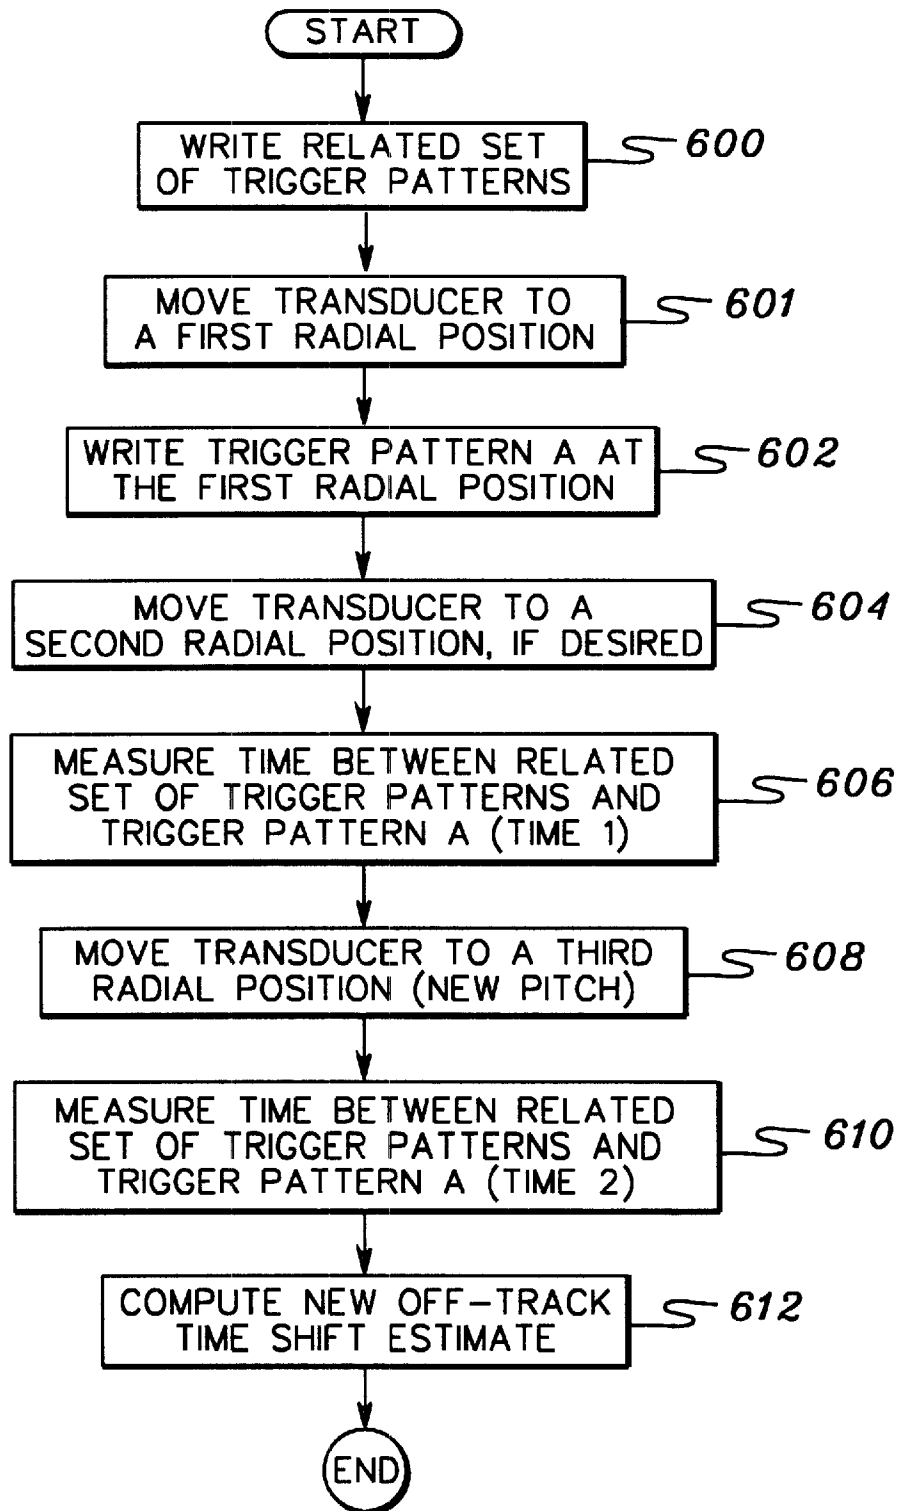 START
WRITE RELATED SET
OF TRIGGER PATTERNS
600
MOVE TRANSDUCER TO
A FIRST RADIAL POSITION
601
WRITE TRIGGER PATTERN A AT
THE FIRST RADIAL POSITION
602
MOVE TRANSDUCER TO A
SECOND RADIAL POSITION, IF DESIRED
604
MEASURE TIME BETWEEN RELATED
SET OF TRIGGER PATTERNS AND
TRIGGER PATTERN A (TIME 1)
606
MOVE TRANSDUCER TO A THIRD
RADIAL POSITION (NEW PITCH)
608
MEASURE TIME BETWEEN RELATED
SET OF TRIGGER PATTERNS AND
TRIGGER PATTERN A (TIME 2)
610
COMPUTE NEW OFF-TRACK
TIME SHIFT ESTIMATE
612
END